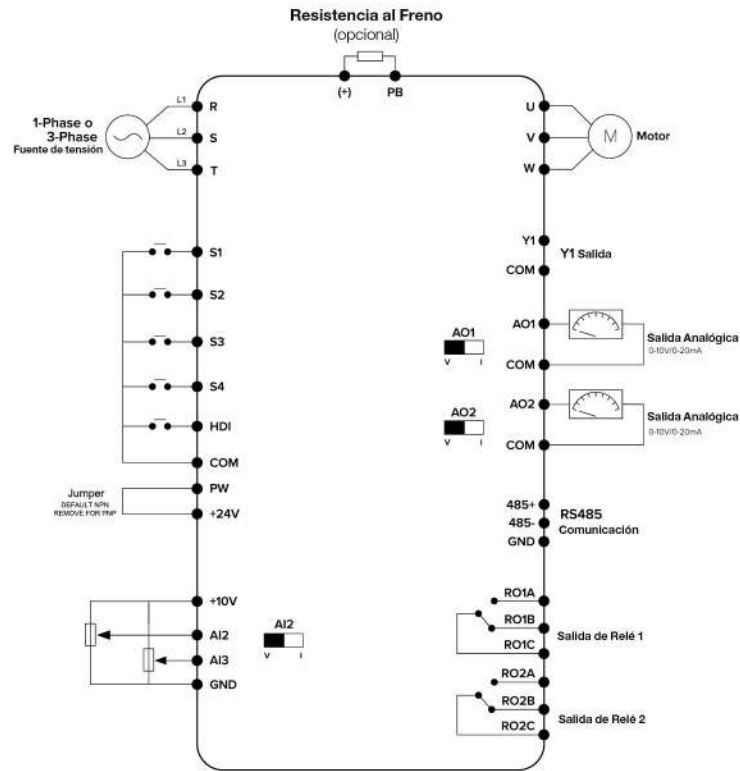 Resistencia al Freno
(opcional)
(+)
PB
1-Phase o
3-Phase
Fuente de tensión
L1
R
L2
S
L3
T
U
V
W
M
Motor
S1
S2
S3
S4
HDI
COM
PW
+24V
Jumper
DEFAULT NPN
REMOVE FOR PNP
+10V
AI2
AI3
GND
AI2
V
I
Y1
COM
Y1 Salida
AO1
V
I
AO1
COM
Salida Analógica
0-10V/0-20mA
AO2
V
I
AO2
COM
Salida Analógica
0-10V/0-20mA
485+
485-
GND
RS485
Comunicación
RO1A
RO1B
RO1C
Salida de Relé 1
RO2A
RO2B
RO2C
Salida de Relé 2